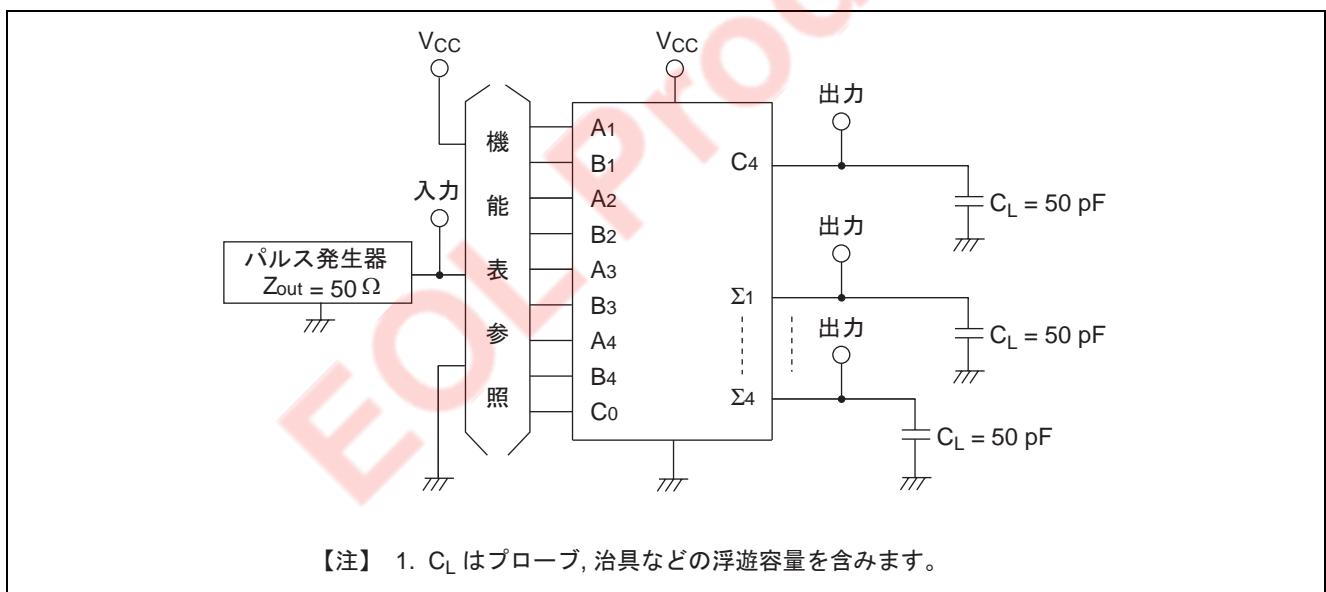 VCC
VCC
機能表参照
入力
パルス発生器
Zout = 50 Ω
A1
B1
A2
B2
A3
B3
A4
B4
C0
C4
Σ1
Σ4
出力
CL = 50 pF
出力
CL = 50 pF
出力
CL = 50 pF
【注】 1. CL はプローブ, 治具などの浮遊容量を含みます。
EOL Prod